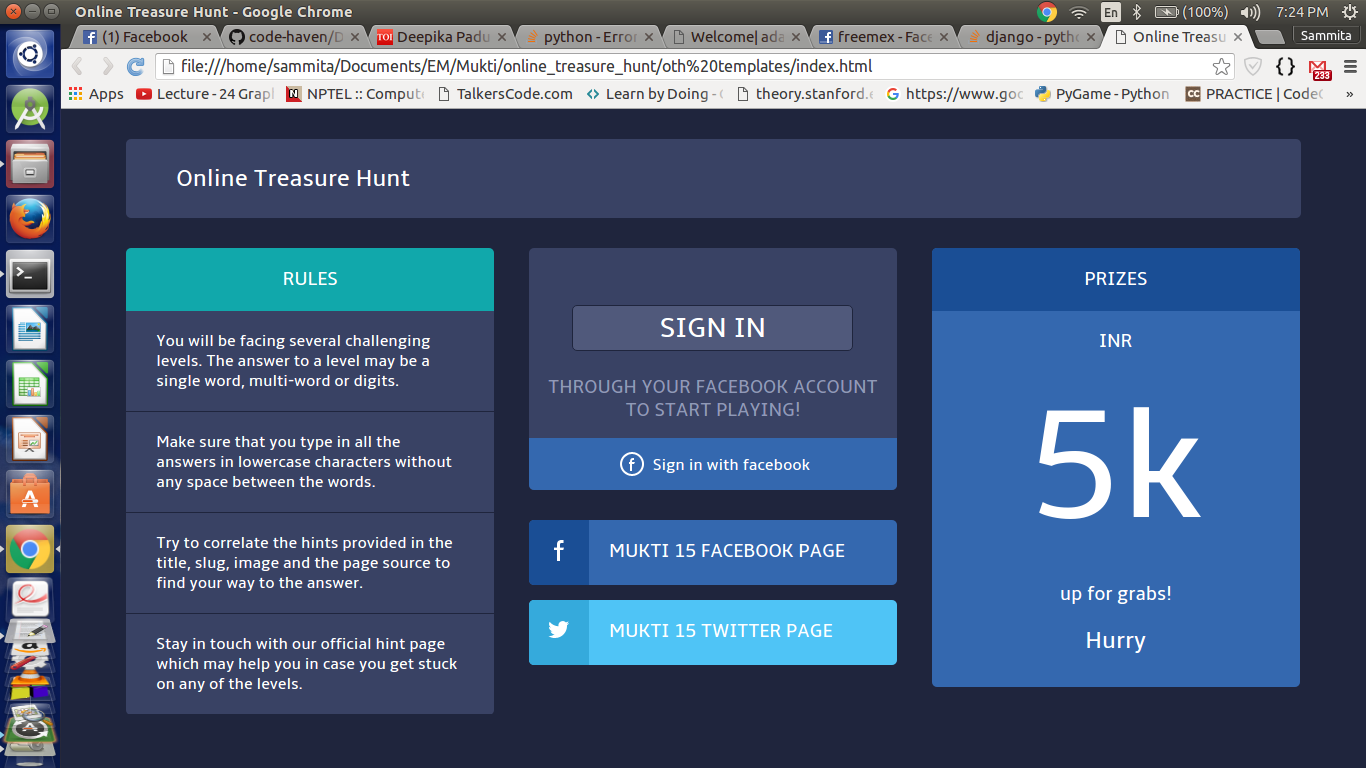 Online Treasure Hunt - Google Chrome
En
(100%)
7:24 PM
(1) Facebook
code-haven/D
TOI
Deepika Padu
python - Error
Welcome| ada
freemex - Face
django - pytho
Online Treasu
Sammita
file:///home/sammita/Documents/EM/Mukti/online_treasure_hunt/oth%20templates/index.html
233
Apps
Lecture - 24 Grap
NPTEL :: Compute
TalkersCode.com
Learn by Doing -
theory.stanford.e
https://www.goo
PyGame - Python
CC
PRACTICE | Code
»
Online Treasure Hunt
RULES
You will be facing several challenging
levels. The answer to a level may be a
single word, multi-word or digits.
Make sure that you type in all the
answers in lowercase characters without
any space between the words.
Try to correlate the hints provided in the
title, slug, image and the page source to
find your way to the answer.
Stay in touch with our official hint page
which may help you in case you get stuck
on any of the levels.
SIGN IN
THROUGH YOUR FACEBOOK ACCOUNT
TO START PLAYING!
Sign in with facebook
MUKTI 15 FACEBOOK PAGE
MUKTI 15 TWITTER PAGE
PRIZES
INR
5k
up for grabs!
Hurry